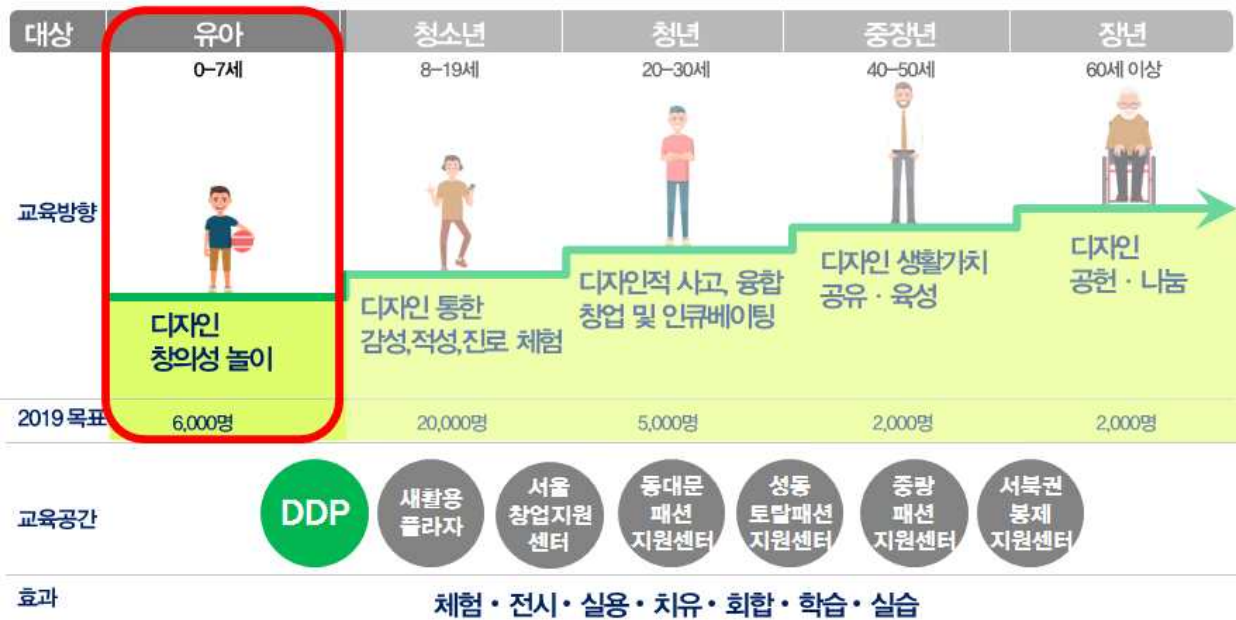 대상 유아 청소년 청년 중장년 장년
0-7세 8-19세 20-30세 40-50세 60세 이상
교육방향
디자인
창의성 놀이
디자인 통한
감성,적성,진로 체험
디자인적 사고, 융합
창업 및 인큐베이팅
디자인 생활가치
공유 · 육성
디자인
공헌 · 나눔
2019 목표 6,000명 20,000명 5,000명 2,000명 2,000명
교육공간
DDP
새활용
플라자
서울
창업지원
센터
동대문
패션
지원센터
성동
토탈패션
지원센터
중랑
패션
지원센터
서북권
봉제
지원센터
효과 체험 · 전시 · 실용 · 치유 · 회합 · 학습 · 실습